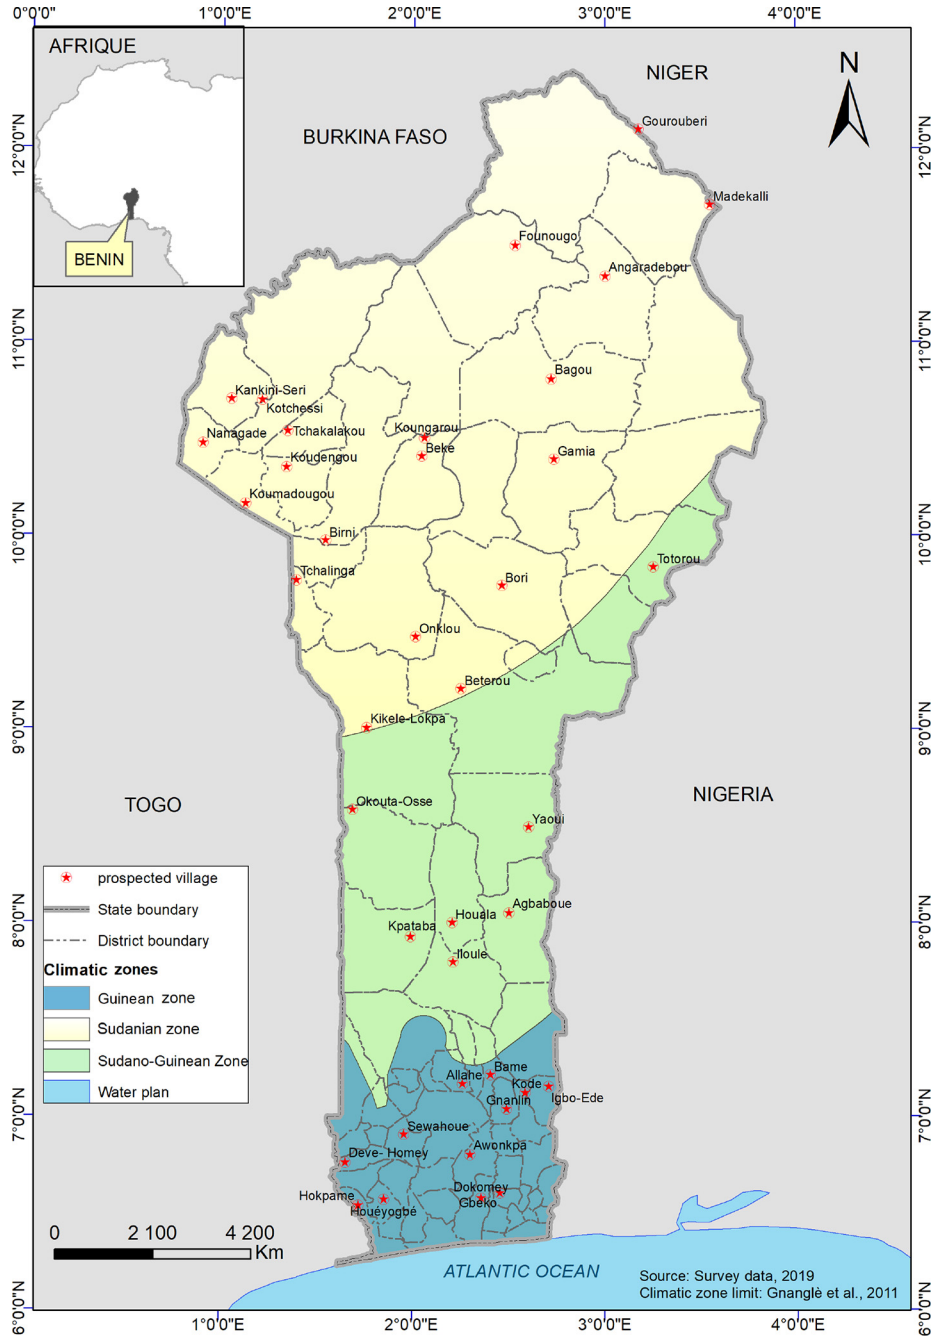 0°0'0" 1°0'0"E 2°0'0"E 3°0'0"E 4°0'0"E
AFRIQUE
BENIN
NIGER
N
BURKINA FASO
12°0'0"N 12°0'0"N
Gourouberi
Madekalli
Founougo
Angaradebou
11°0'0"N 11°0'0"N
Bagou
Kankini-Seri
Kotchessi
Nanagade
Tchakalakou
Koungarou
Beke
Gamia
Koudengou
Koumadougou
10°0'0"N 10°0'0"N
Birni
Totorou
Tchalinga
Bori
Onklou
Beterou
Kikele-Lokpa
9°0'0"N 9°0'0"N
TOGO
NIGERIA
Okouta-Osse
Yaoui
prospected village
State boundary
District boundary
Climatic zones
Guinean zone
Sudanian zone
Sudano-Guinean Zone
Water plan
8°0'0"N 8°0'0"N
Agbaboue
Houala
Kpataba
Iloule
Bame
Allahe
Kode
Igbo-Ede
Gnanlin
7°0'0"N 7°0'0"N
Sewahoue
Awonkpa
Deve- Homey
Dokomey
Gbeko
Hokpame
Houéyogbé
0 2 100 4 200
Km
ATLANTIC OCEAN
Source: Survey data, 2019
Climatic zone limit: Gnanglè et al., 2011
6°0'0"N 6°0'0"N
1°0'0"E 2°0'0"E 3°0'0"E 4°0'0"E